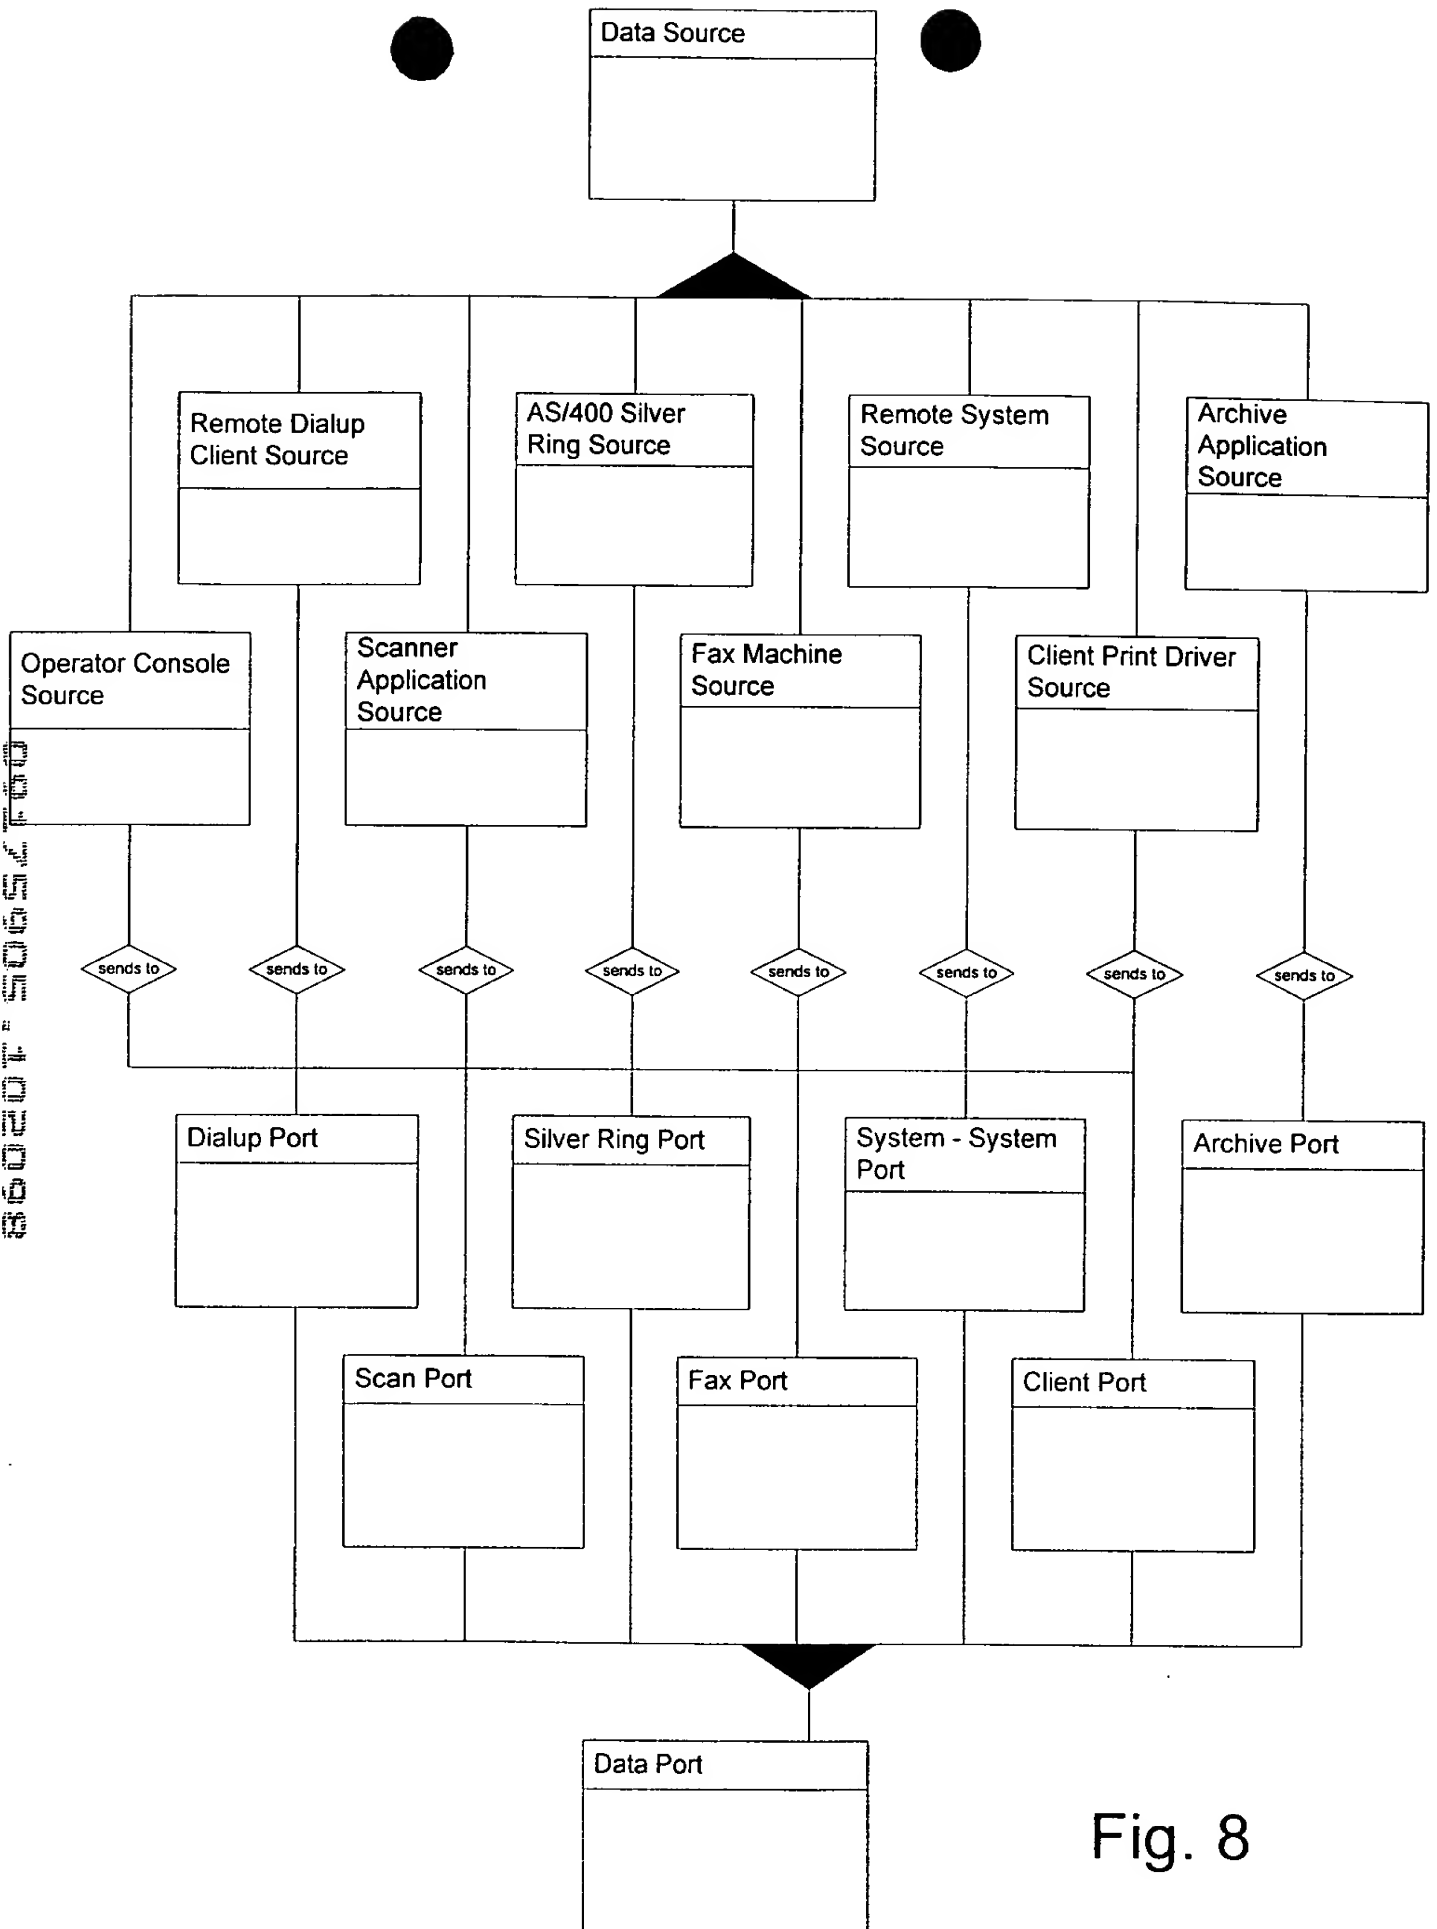 Data Source
Remote Dialup
Client Source
AS/400 Silver
Ring Source
Remote System
Source
Archive
Application
Source
Operator Console
Source
Scanner
Application
Source
Fax Machine
Source
Client Print Driver
Source
sends to
sends to
sends to
sends to
sends to
sends to
sends to
sends to
Dialup Port
Silver Ring Port
System - System
Port
Archive Port
Scan Port
Fax Port
Client Port
Data Port
Fig. 8